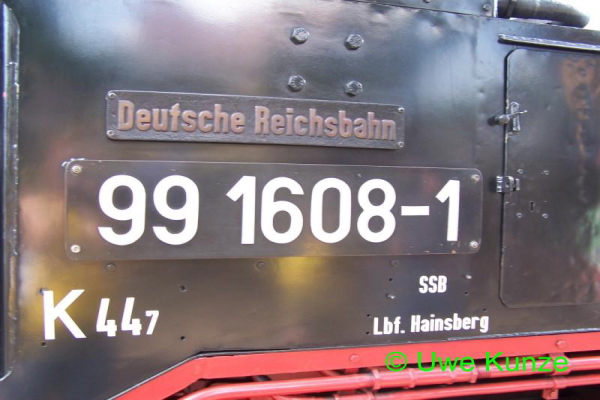 Deutsche Reichsbahn
99 1608-1
SSB
K 44 7
Lbf. Hainsberg
© Uwe Kunze